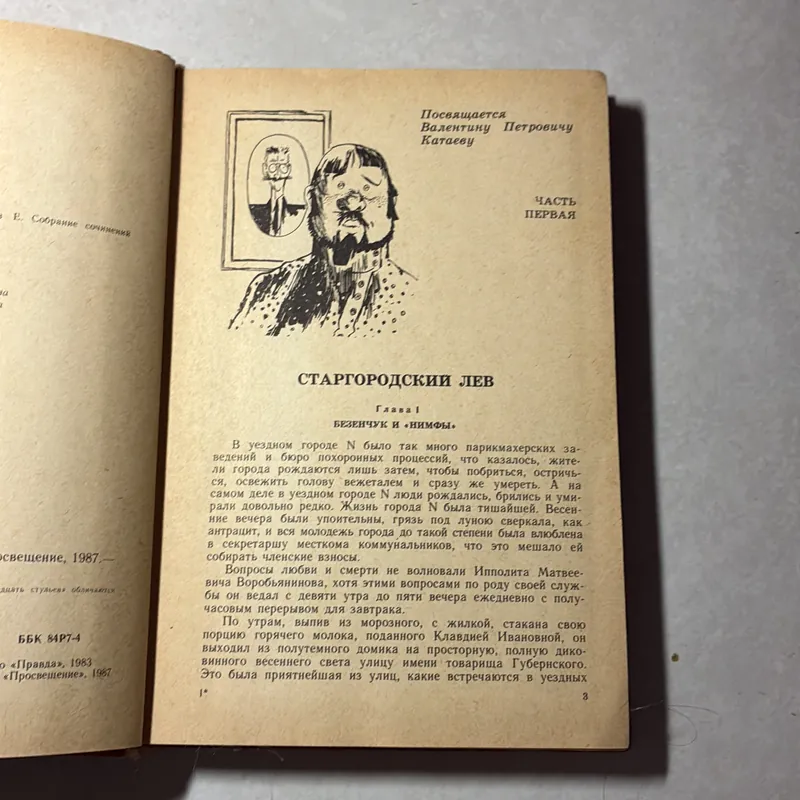 Е. Собрание сочинений
на
освещение, 1987.—
дцать стульев» обличаются
ББК 84Р7-4
о «Правда», 1983
«Просвещение», 1987
Посвящается
Валентину Петровичу
Катаеву
ЧАСТЬ
ПЕРВАЯ
СТАРГОРОДСКИЙ ЛЕВ
Глава I
БЕЗЕНЧУК И «НИМФЫ»
В уездном городе N было так много парикмахерских за-
ведений и бюро похоронных процессий, что казалось, жите-
ли города рождаются лишь затем, чтобы побриться, остричь-
ся, освежить голову вежеталем и сразу же умереть. А на
самом деле в уездном городе N люди рождались, брились и уми-
рали довольно редко. Жизнь города N была тишайшей. Весен-
ние вечера были упоительны, грязь под луною сверкала, как
антрацит, и вся молодежь города до такой степени была влюблена
в секретаршу месткома коммунальников, что это мешало ей
собирать членские взносы.
Вопросы любви и смерти не волновали Ипполита Матве-
евича Воробьянинова, хотя этими вопросами по роду своей служ-
бы он ведал с девяти утра до пяти вечера ежедневно с полу-
часовым перерывом для завтрака.
По утрам, выпив из морозного, с жилкой, стакана свою
порцию горячего молока, поданного Клавдией Ивановной, он
выходил из полутемного домика на просторную, полную дико-
винного весеннего света улицу имени товарища Губернского.
Это была приятнейшая из улиц, какие встречаются в уездных
1*
3